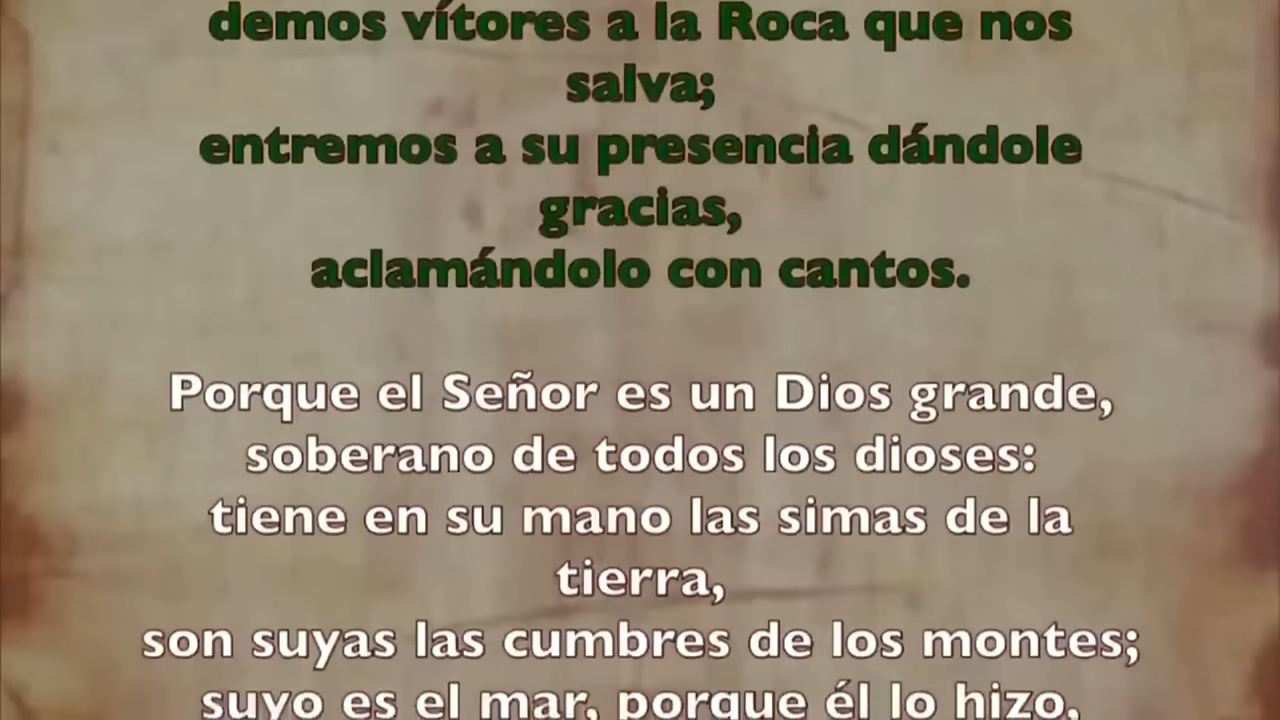 demos vítores a la Roca que nos
salva;
entremos a su presencia dándole
gracias,
aclamándolo con cantos.
Porque el Señor es un Dios grande,
soberano de todos los dioses:
tiene en su mano las simas de la
tierra,
son suyas las cumbres de los montes;
suyo es el mar, porque él lo hizo,